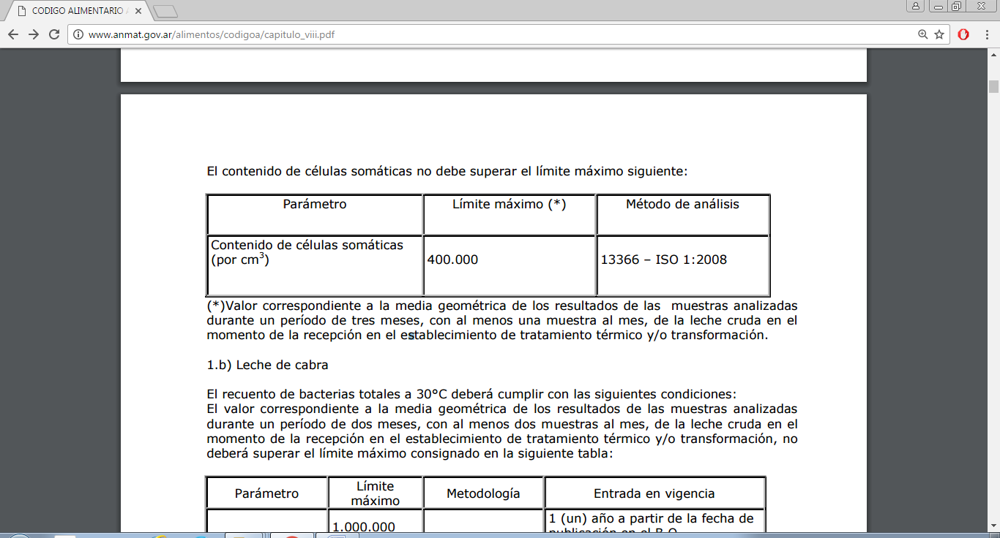 CODIGO ALIMENTARIO A
www.anmat.gov.ar/alimentos/codigoa/capitulo_viii.pdf
El contenido de células somáticas no debe superar el límite máximo siguiente:
Parámetro Límite máximo (*) Método de análisis
Contenido de células somáticas
(por cm3)
400.000
13366 – ISO 1:2008
(*)Valor correspondiente a la media geométrica de los resultados de las muestras analizadas
durante un período de tres meses, con al menos una muestra al mes, de la leche cruda en el
momento de la recepción en el establecimiento de tratamiento térmico y/o transformación.
1.b) Leche de cabra
El recuento de bacterias totales a 30°C deberá cumplir con las siguientes condiciones:
El valor correspondiente a la media geométrica de los resultados de las muestras analizadas
durante un período de dos meses, con al menos dos muestras al mes, de la leche cruda en el
momento de la recepción en el establecimiento de tratamiento térmico y/o transformación, no
deberá superar el límite máximo consignado en la siguiente tabla:
Parámetro
Límite
máximo
Metodología
Entrada en vigencia
1.000.000
1 (un) año a partir de la fecha de
publicación en el B.O.